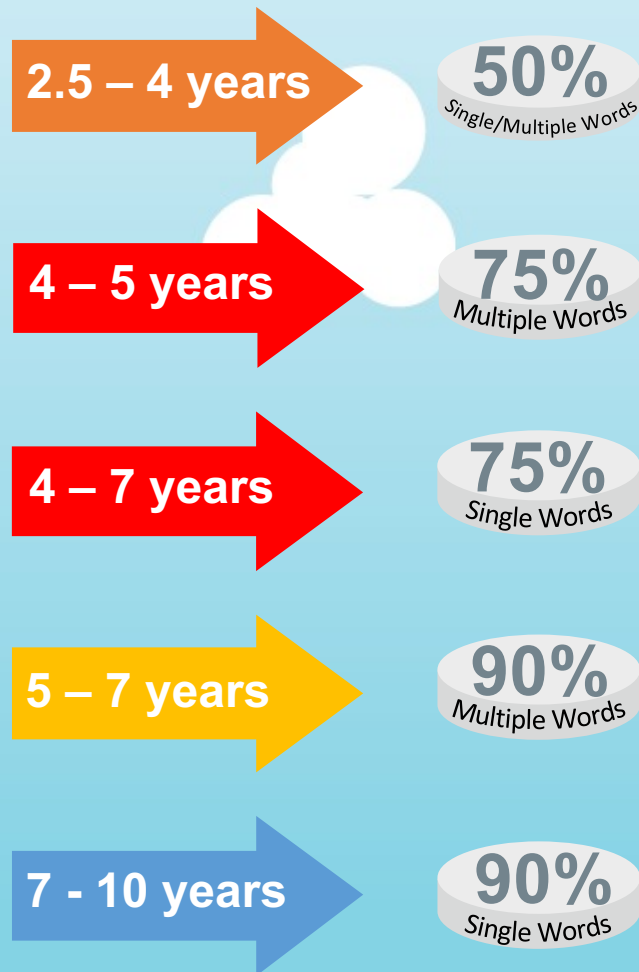 2.5 – 4 years
50%
Single/Multiple Words
4 – 5 years
75%
Multiple Words
4 – 7 years
75%
Single Words
5 – 7 years
90%
Multiple Words
7 - 10 years
90%
Single Words